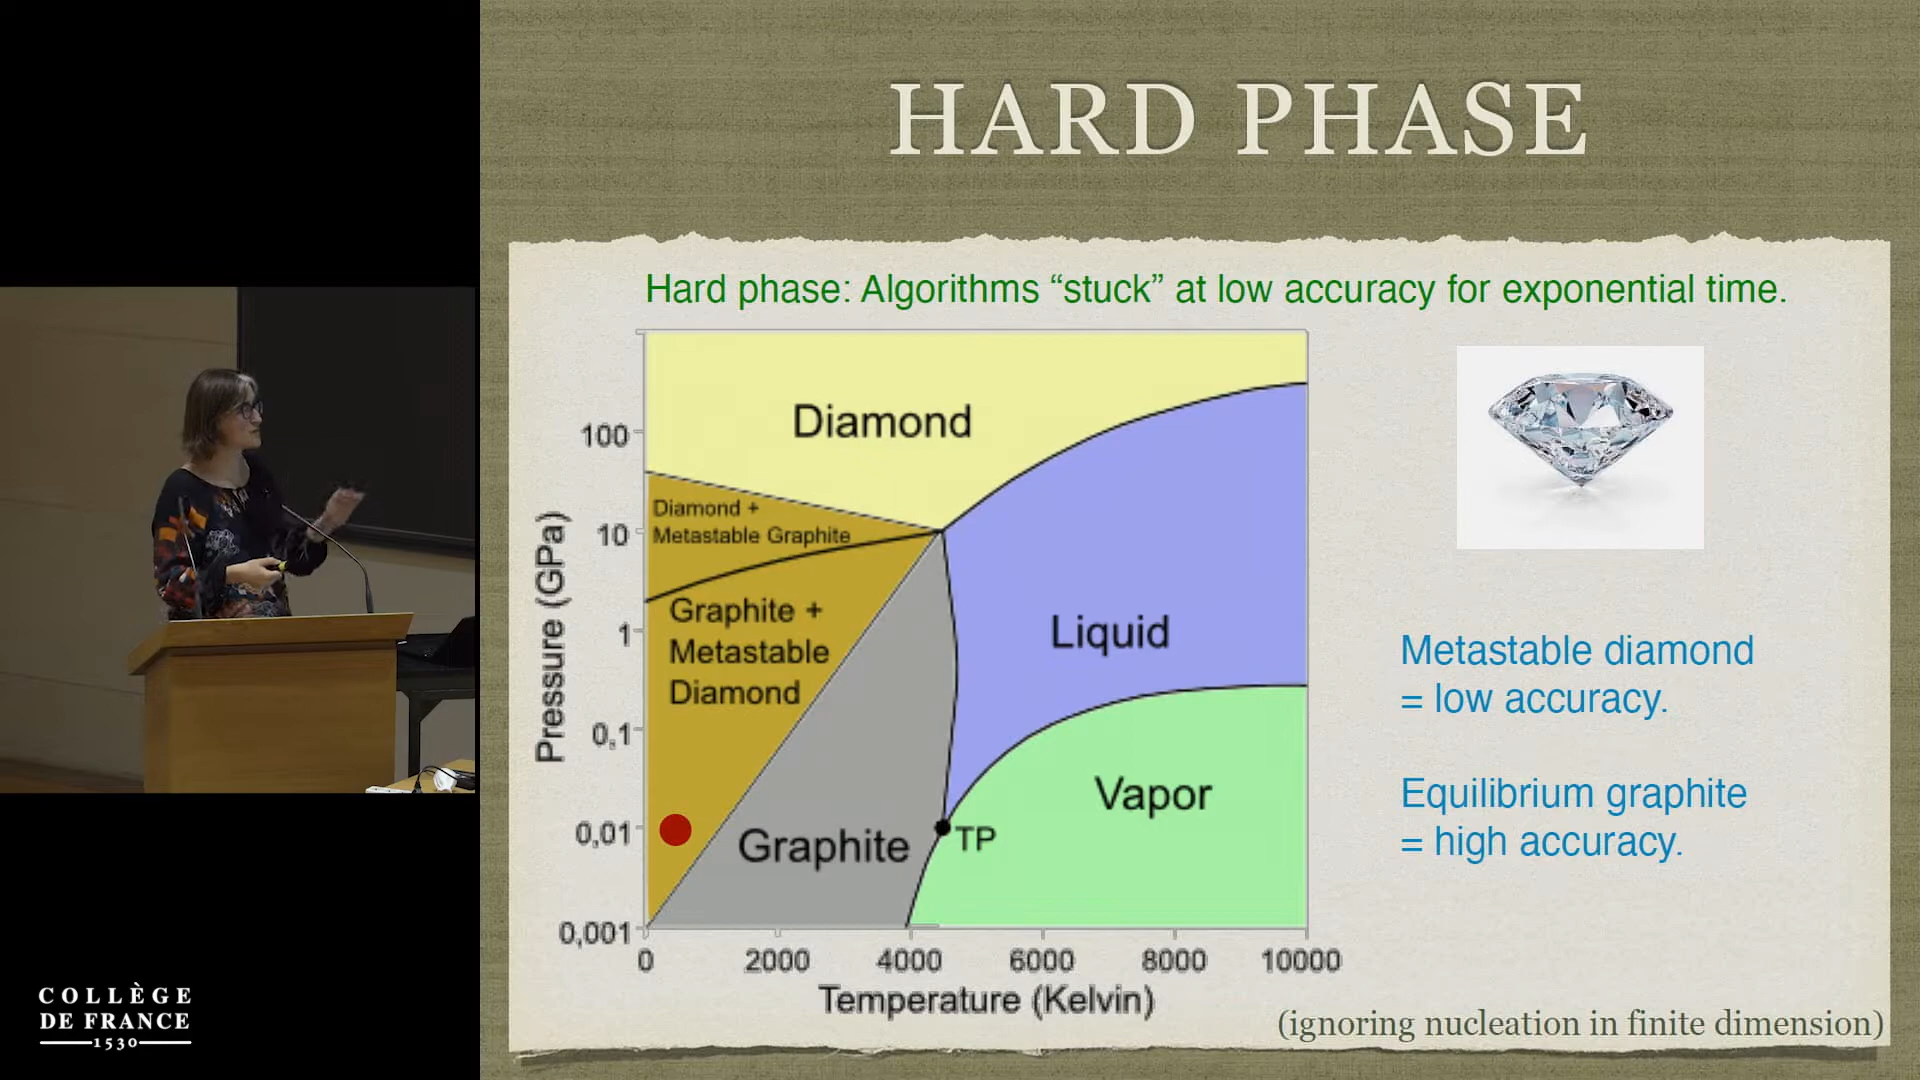 HARD PHASE
Hard phase: Algorithms “stuck” at low accuracy for exponential time.
Diamond
Diamond +
Metastable Graphite
Graphite +
Metastable
Diamond
Liquid
Vapor
Graphite
TP
100
10
1
0,1
0,01
0,001
Pressure (GPa)
0
2000
4000
6000
8000
10000
Temperature (Kelvin)
Metastable diamond
= low accuracy.
Equilibrium graphite
= high accuracy.
(ignoring nucleation in finite dimension)
COLLÈGE
DE FRANCE
1530